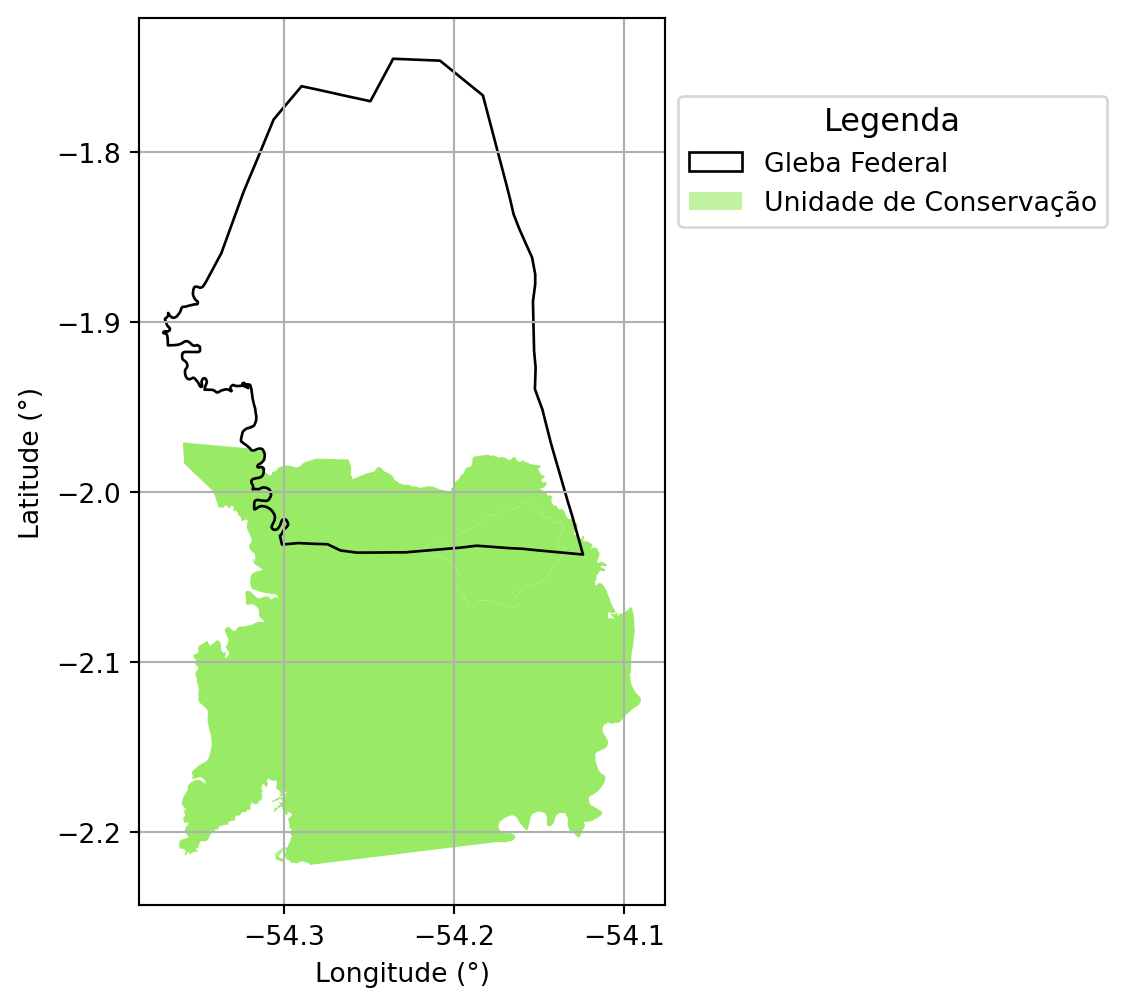 Legenda
Gleba Federal
Unidade de Conservação
−1.8
−1.9
−2.0
−2.1
−2.2
Latitude (°)
−54.3
−54.2
−54.1
Longitude (°)